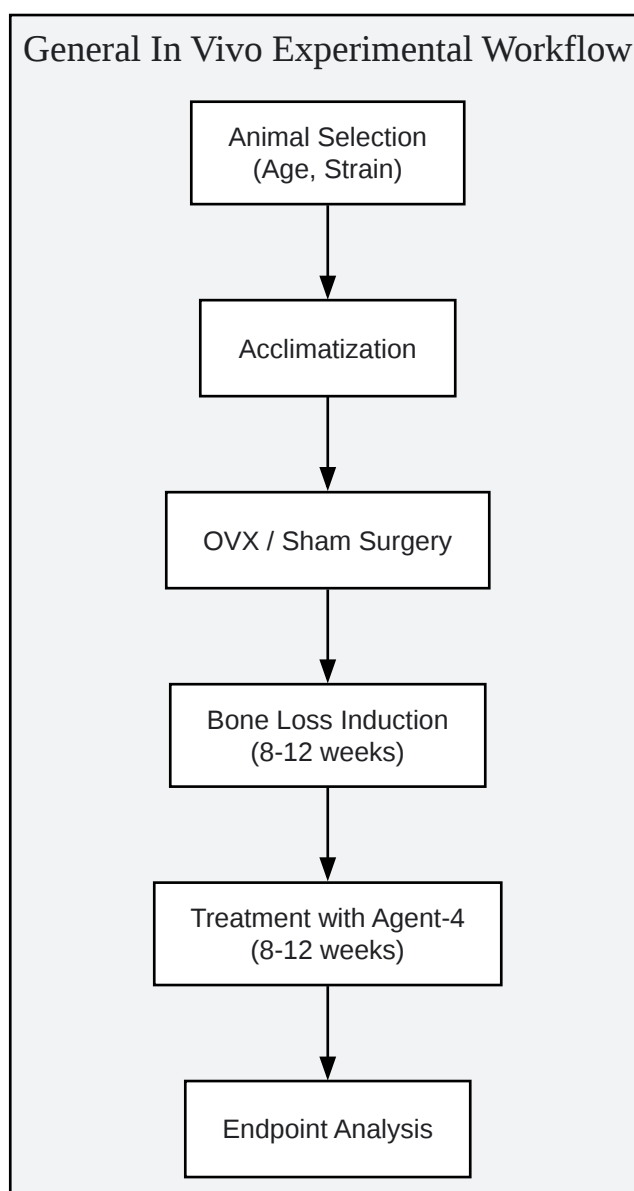 General In Vivo Experimental Workflow
Animal Selection
(Age, Strain)
Acclimatization
OVX / Sham Surgery
Bone Loss Induction
(8-12 weeks)
Treatment with Agent-4
(8-12 weeks)
Endpoint Analysis